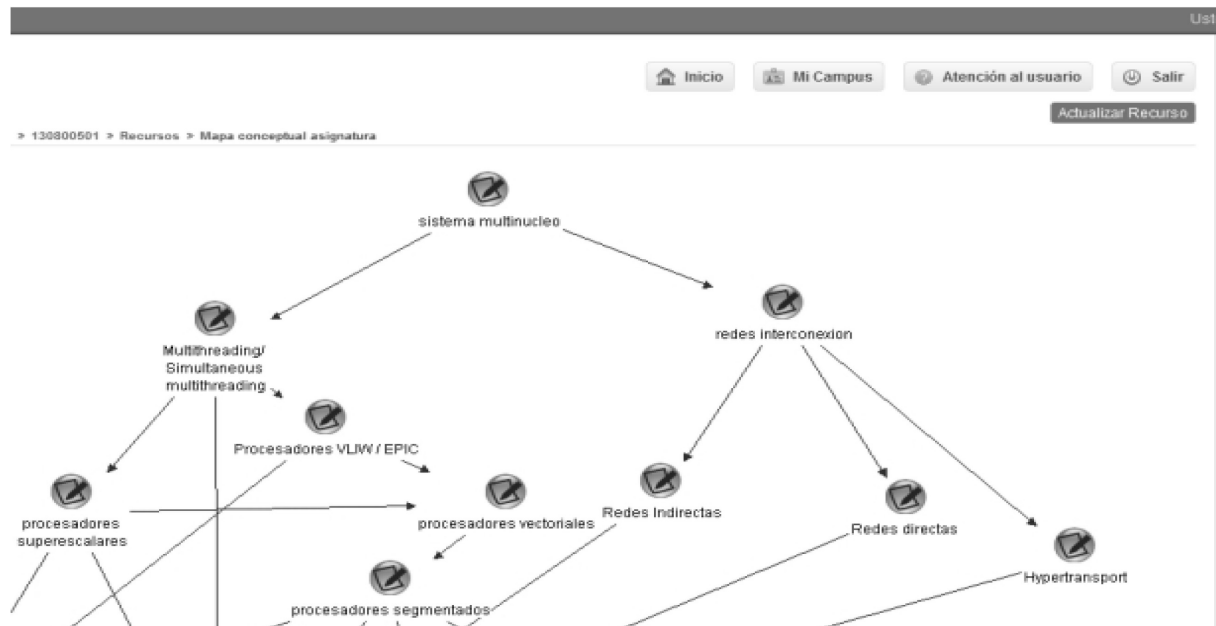 Ust
Inicio
Mi Campus
Atención al usuario
Salir
Actualizar Recurso
> 130800501 > Recursos > Mapa conceptual asignatura
sistema multinucleo
redes interconexion
Multithreading/
Simultaneous
multithreading
Procesadores VLIW / EPIC
procesadores
superescalares
procesadores vectoriales
Redes Indirectas
Redes directas
Hypertransport
procesadores segmentados